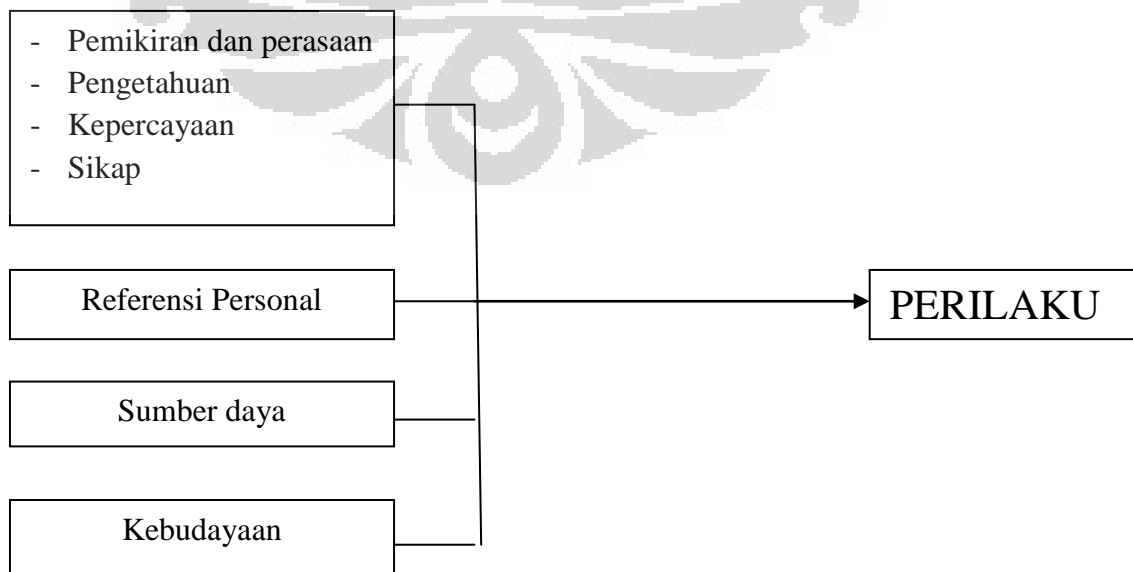 - Pemikiran dan perasaan
- Pengetahuan
- Kepercayaan
- Sikap
Referensi Personal
PERILAKU
Sumber daya
Kebudayaan